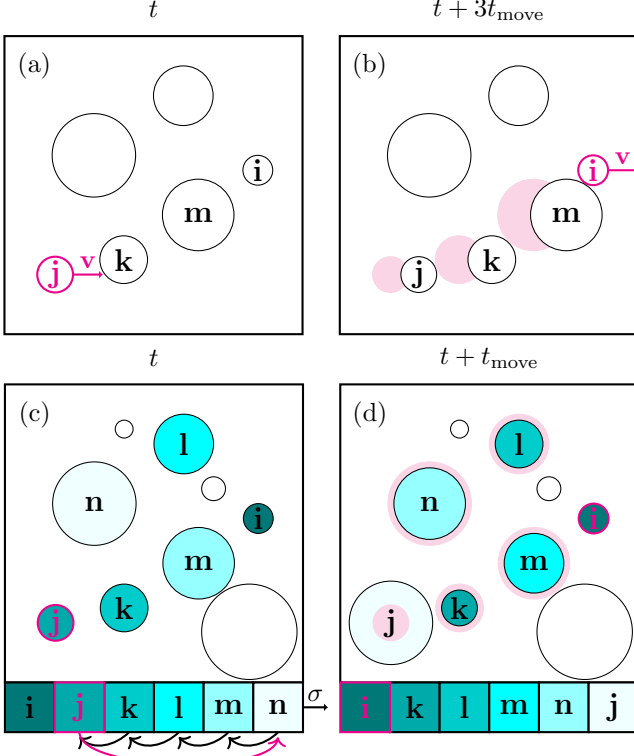 t
t + 3t_move
(a)
(b)
i
m
k
j
v
i
v
m
k
j
t
t + t_move
(c)
(d)
l
n
i
m
k
j
l
n
i
m
k
j
i j k l m n
σ
i k l m n j